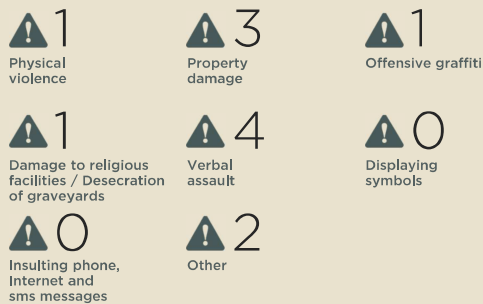 1
Physical
violence
3
Property
damage
1
Offensive graffiti
1
Damage to religious
facilities / Desecration
of graveyards
4
Verbal
assault
0
Displaying
symbols
0
Insulting phone,
Internet and
sms messages
2
Other